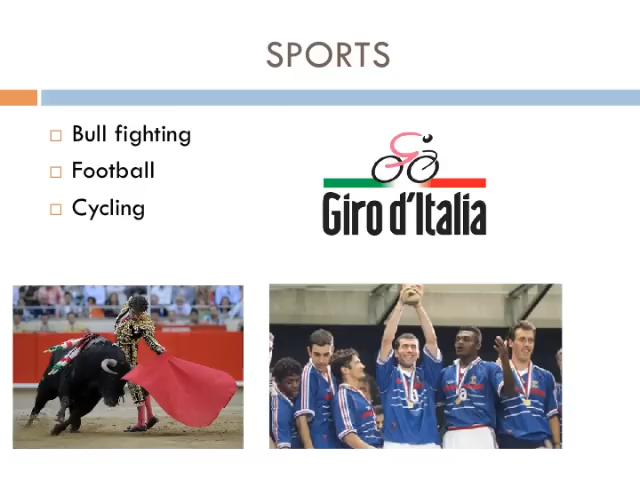 SPORTS
Bull fighting
Football
Cycling
Giro d'Italia